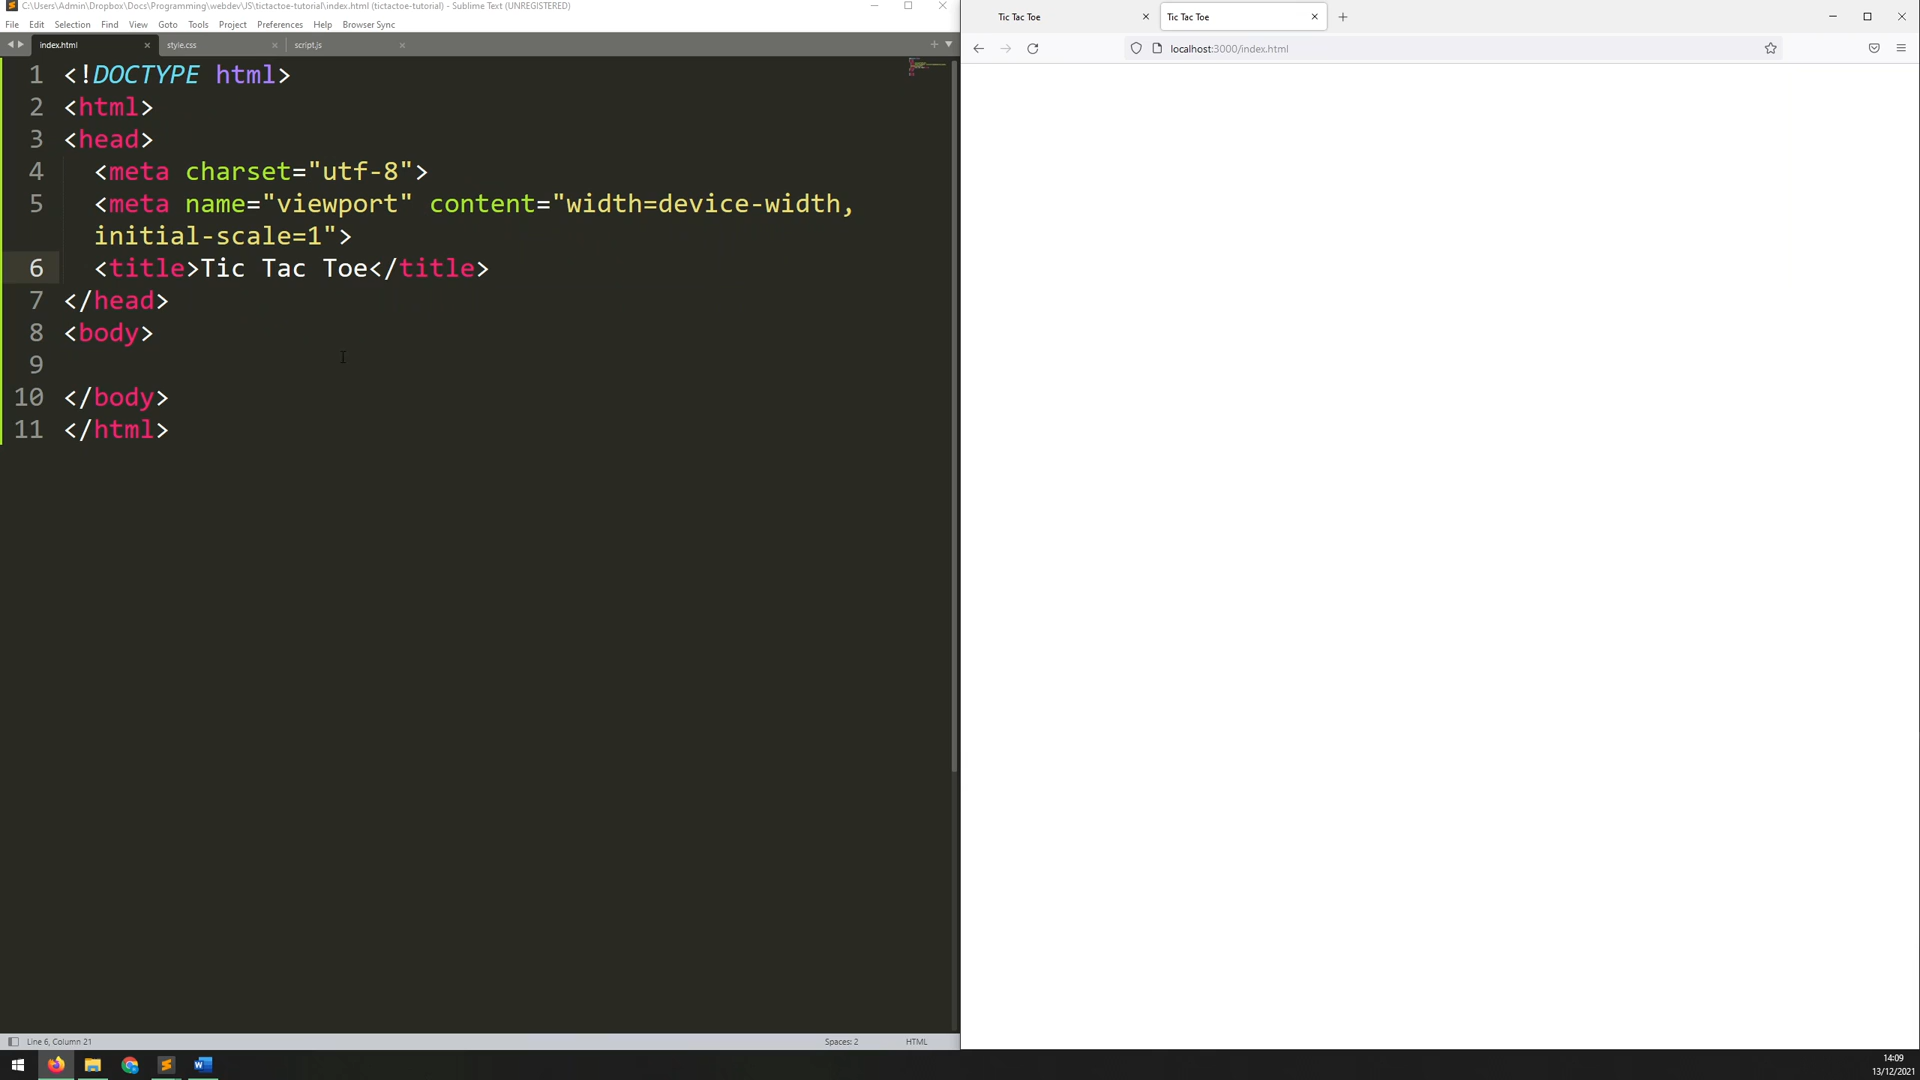 C:\Users\Admin\Dropbox\Docs\Programming\webdev\JS\tictactoe-tutorial\index.html (tictactoe-tutorial) - Sublime Text (UNREGISTERED)
File Edit Selection Find View Goto Tools Project Preferences Help Browser Sync
index.html style.css script.js
1 <!DOCTYPE html>
2 <html>
3 <head>
4 <meta charset="utf-8">
5 <meta name="viewport" content="width=device-width,
initial-scale=1">
6 <title>Tic Tac Toe</title>
7 </head>
8 <body>
9
10 </body>
11 </html>
Line 6, Column 21
Spaces: 2
HTML
Tic Tac Toe
Tic Tac Toe
localhost:3000/index.html
14:09
13/12/2021